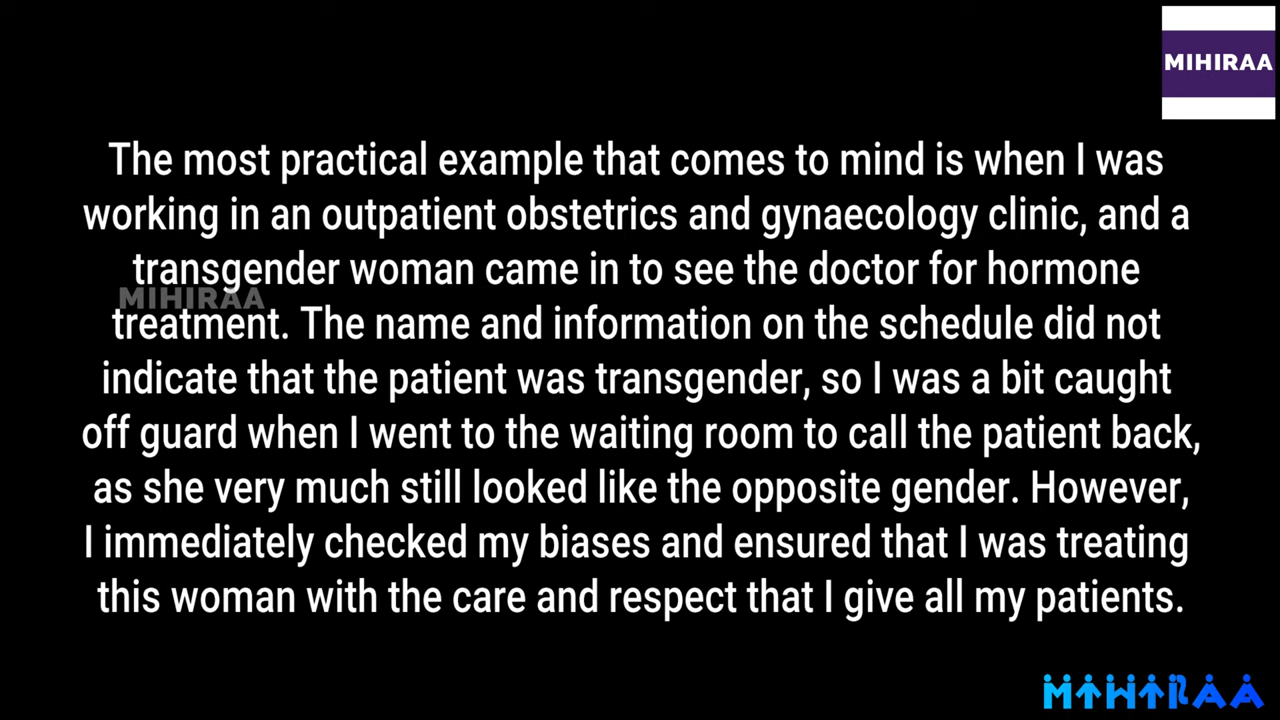 MIHIRAA
The most practical example that comes to mind is when I was
working in an outpatient obstetrics and gynaecology clinic, and a
transgender woman came in to see the doctor for hormone
MIHIRAA
treatment. The name and information on the schedule did not
indicate that the patient was transgender, so I was a bit caught
off guard when I went to the waiting room to call the patient back,
as she very much still looked like the opposite gender. However,
I immediately checked my biases and ensured that I was treating
this woman with the care and respect that I give all my patients.
MIHIRAA